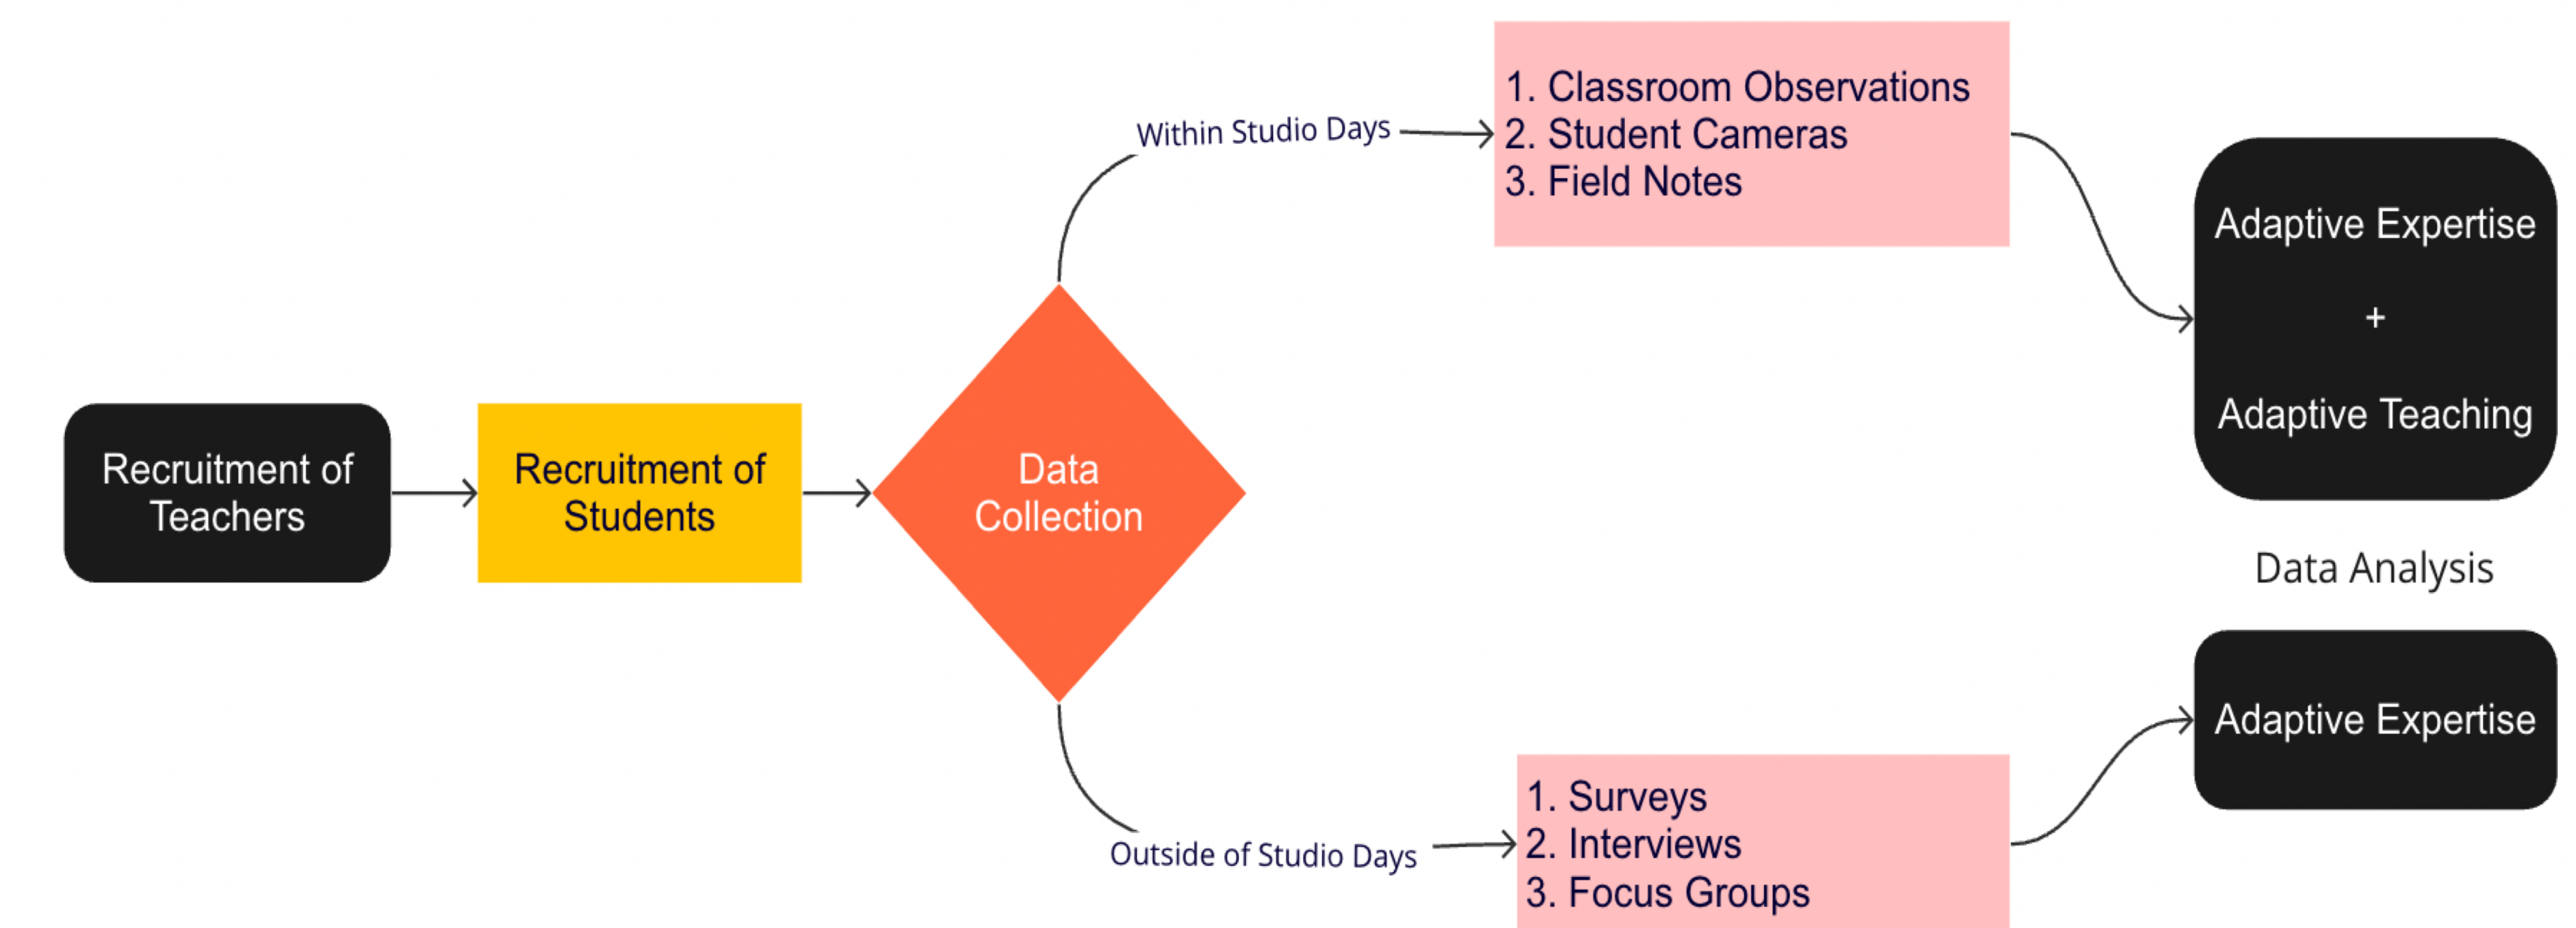 Recruitment of
Teachers
Recruitment of
Students
Data
Collection
Within Studio Days
1. Classroom Observations
2. Student Cameras
3. Field Notes
Adaptive Expertise
+
Adaptive Teaching
Data Analysis
Outside of Studio Days
1. Surveys
2. Interviews
3. Focus Groups
Adaptive Expertise